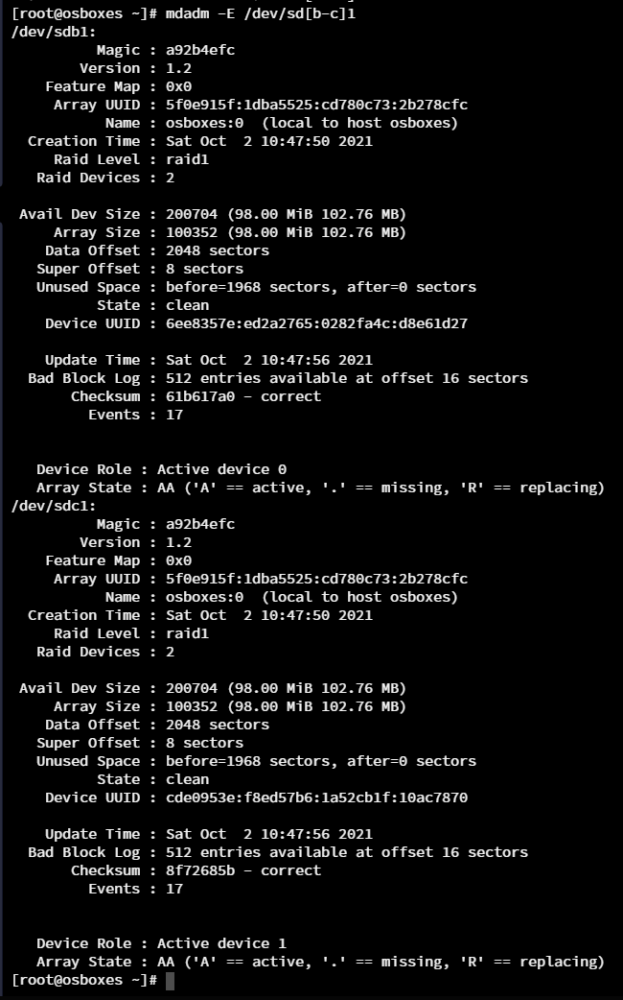 [root@osboxes ~]# mdadm -E /dev/sd[b-c]1
/dev/sdb1:
          Magic : a92b4efc
        Version : 1.2
    Feature Map : 0x0
     Array UUID : 5f0e915f:1dba5525:cd780c73:2b278cfc
           Name : osboxes:0  (local to host osboxes)
  Creation Time : Sat Oct  2 10:47:50 2021
     Raid Level : raid1
   Raid Devices : 2

 Avail Dev Size : 200704 (98.00 MiB 102.76 MB)
     Array Size : 100352 (98.00 MiB 102.76 MB)
    Data Offset : 2048 sectors
   Super Offset : 8 sectors
   Unused Space : before=1968 sectors, after=0 sectors
          State : clean
    Device UUID : 6ee8357e:ed2a2765:0282fa4c:d8e61d27

    Update Time : Sat Oct  2 10:47:56 2021
  Bad Block Log : 512 entries available at offset 16 sectors
       Checksum : 61b617a0 - correct
         Events : 17


   Device Role : Active device 0
   Array State : AA ('A' == active, '.' == missing, 'R' == replacing)
/dev/sdc1:
          Magic : a92b4efc
        Version : 1.2
    Feature Map : 0x0
     Array UUID : 5f0e915f:1dba5525:cd780c73:2b278cfc
           Name : osboxes:0  (local to host osboxes)
  Creation Time : Sat Oct  2 10:47:50 2021
     Raid Level : raid1
   Raid Devices : 2

 Avail Dev Size : 200704 (98.00 MiB 102.76 MB)
     Array Size : 100352 (98.00 MiB 102.76 MB)
    Data Offset : 2048 sectors
   Super Offset : 8 sectors
   Unused Space : before=1968 sectors, after=0 sectors
          State : clean
    Device UUID : cde0953e:f8ed57b6:1a52cb1f:10ac7870

    Update Time : Sat Oct  2 10:47:56 2021
  Bad Block Log : 512 entries available at offset 16 sectors
       Checksum : 8f72685b - correct
         Events : 17


   Device Role : Active device 1
   Array State : AA ('A' == active, '.' == missing, 'R' == replacing)
[root@osboxes ~]#